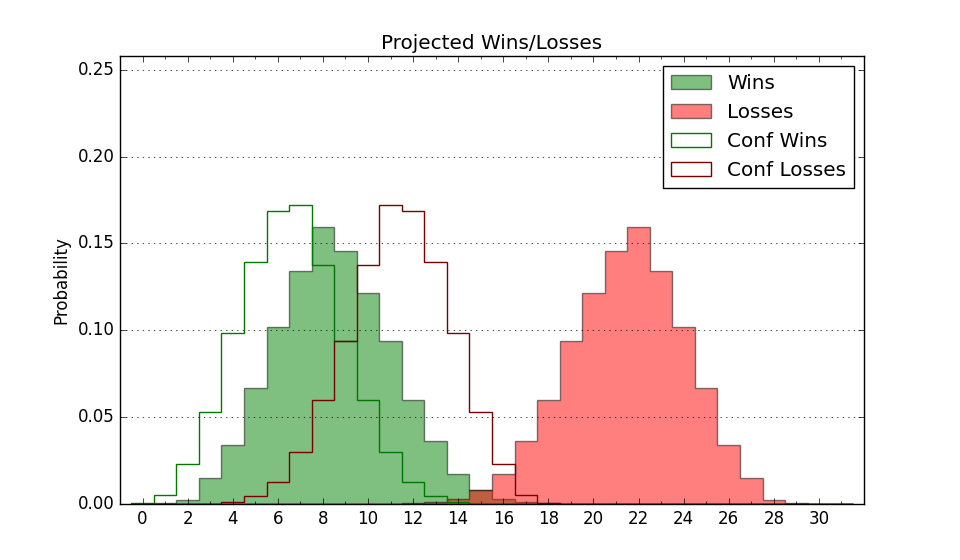 Projected Wins/Losses
0.25
0.20
0.15
0.10
0.05
0.00
Probability
Wins
Losses
Conf Wins
Conf Losses
0 2 4 6 8 10 12 14 16 18 20 22 24 26 28 30